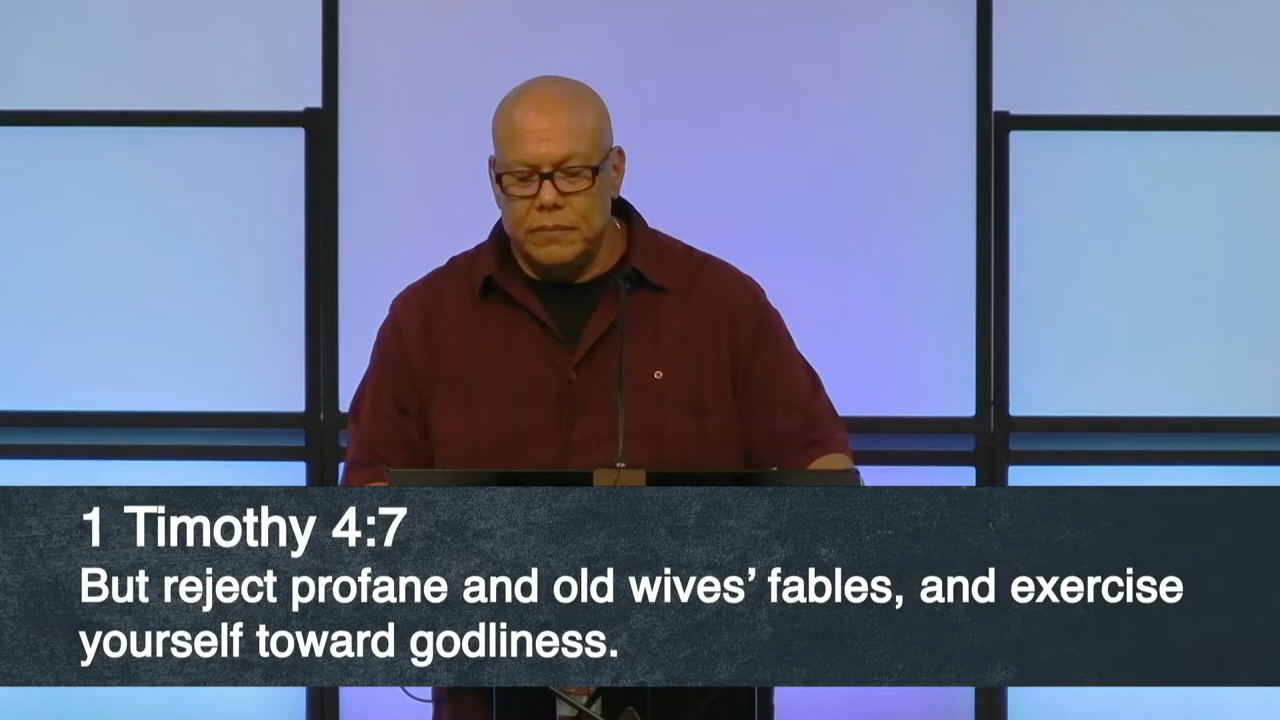 1 Timothy 4:7
But reject profane and old wives’ fables, and exercise
yourself toward godliness.